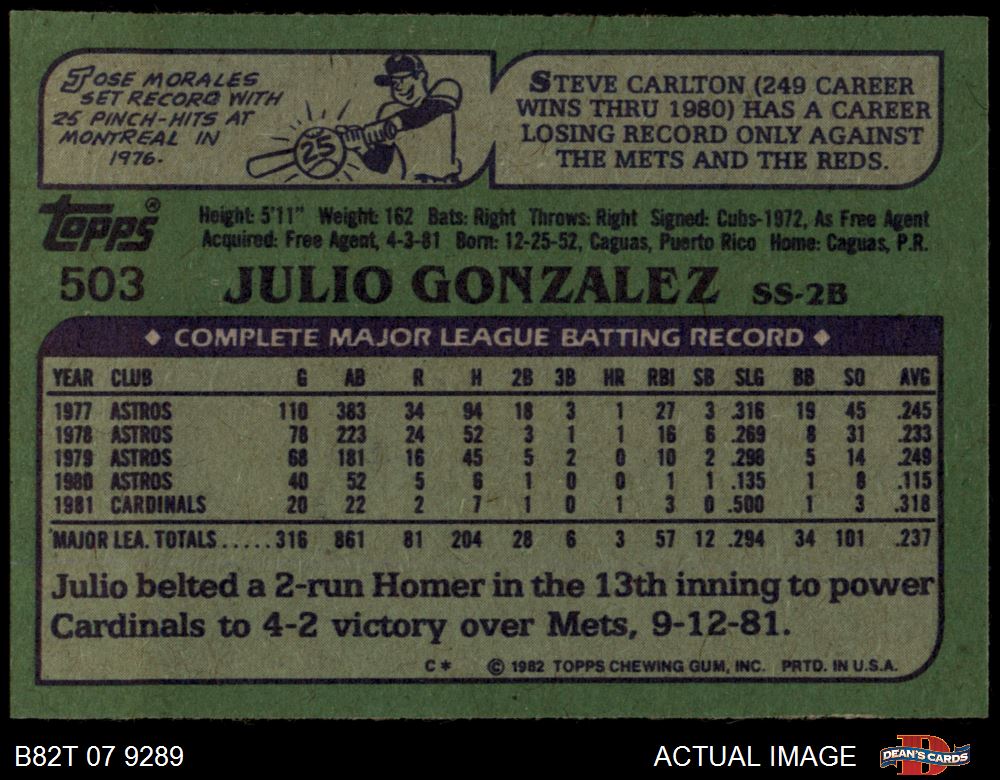 JOSE MORALES
SET RECORD WITH
25 PINCH-HITS AT
MONTREAL IN
1976.
25
STEVE CARLTON (249 CAREER
WINS THRU 1980) HAS A CAREER
LOSING RECORD ONLY AGAINST
THE METS AND THE REDS.
Topps®
Height: 5'11" Weight: 162 Bats: Right Throws: Right Signed: Cubs-1972, As Free Agent
Acquired: Free Agent, 4-3-81 Born: 12-25-52, Caguas, Puerto Rico Home: Caguas, P.R.
503 JULIO GONZALEZ SS-2B
◆ COMPLETE MAJOR LEAGUE BATTING RECORD ◆
YEAR CLUB G AB R H 2B 3B HR RBI SB SLG BB SO AVG
1977 ASTROS 110 383 34 94 18 3 1 27 3 .316 19 45 .245
1978 ASTROS 78 223 24 52 3 1 1 16 6 .269 8 31 .233
1979 ASTROS 68 181 16 45 5 2 0 10 2 .298 5 14 .249
1980 ASTROS 40 52 5 6 1 0 0 1 1 .135 1 8 .115
1981 CARDINALS 20 22 2 7 1 0 1 3 0 .500 1 3 .318
MAJOR LEA. TOTALS.....316 861 81 204 28 6 3 57 12 .294 34 101 .237
Julio belted a 2-run Homer in the 13th inning to power
Cardinals to 4-2 victory over Mets, 9-12-81.
C* © 1982 TOPPS CHEWING GUM, INC. PRTD. IN U.S.A.
B82T 07 9289 ACTUAL IMAGE
D
DEAN'S CARDS